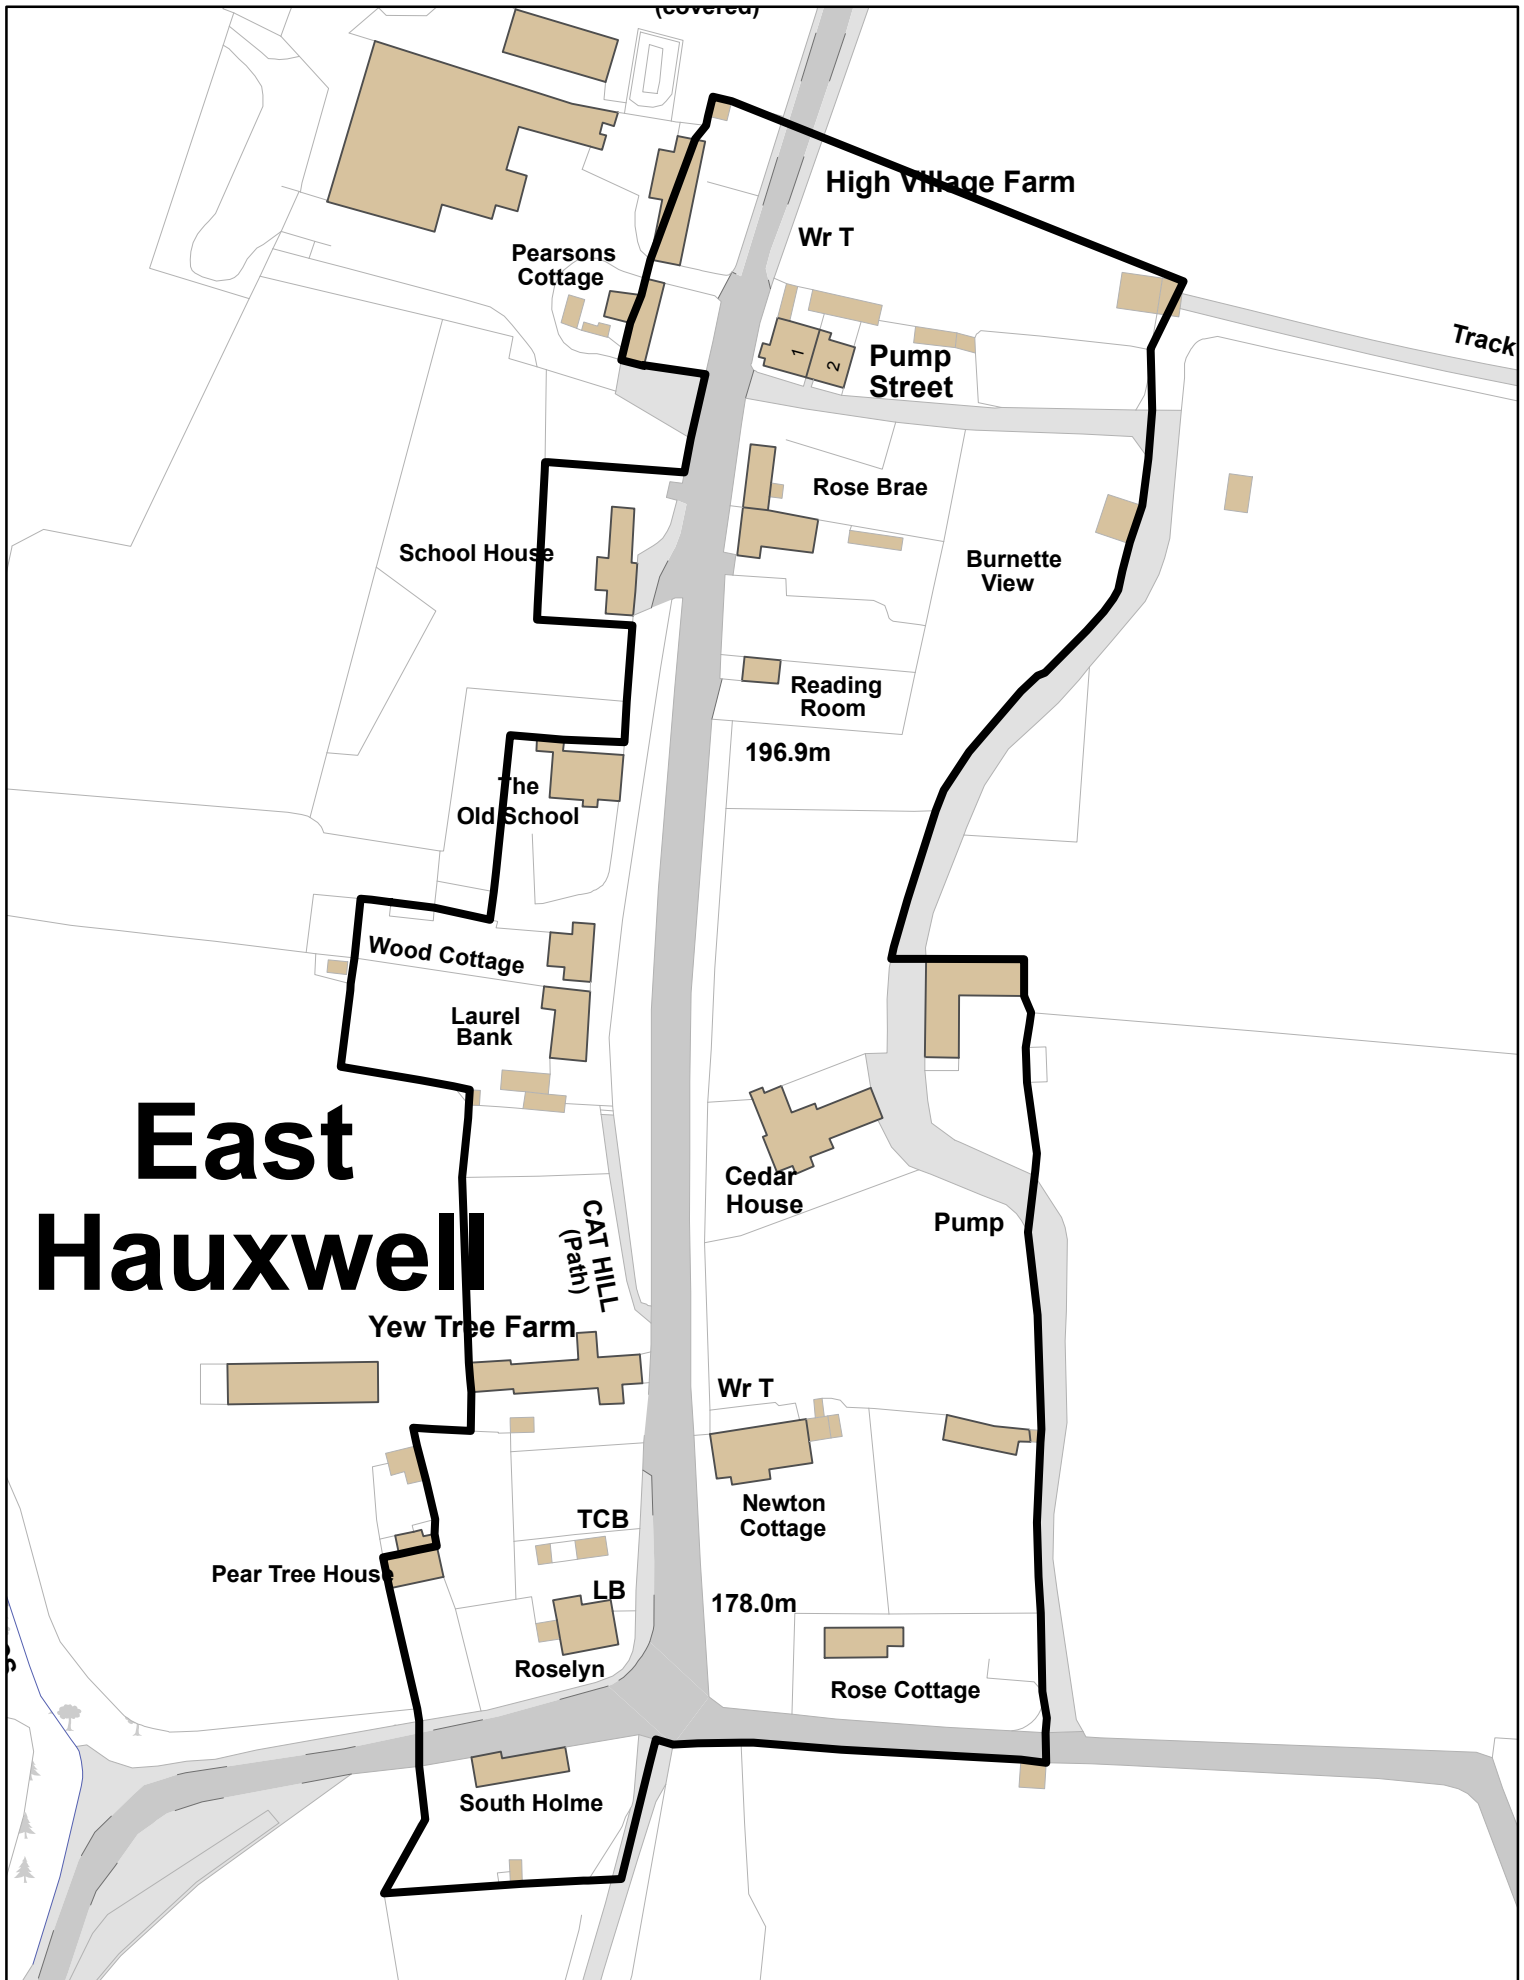 (covered)
High Village Farm
Wr T
Pearsons
Cottage
Track
1
2
Pump
Street
Rose Brae
School House
Burnette
View
Reading
Room
196.9m
The
Old School
Wood Cottage
Laurel
Bank
East
Hauxwell
Cedar
House
CAT HILL
(Path)
Pump
Yew Tree Farm
Wr T
Newton
Cottage
TCB
Pear Tree House
LB
178.0m
Roselyn
Rose Cottage
South Holme